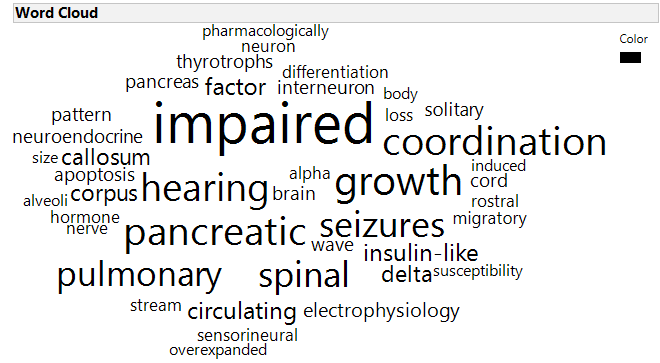 Word Cloud
Color
pharmacologically
neuron
thyrotrophs
differentiation
pancreas
factor
interneuron
body
pattern
impaired
loss
solitary
neuroendocrine
coordination
size
callosum
induced
apoptosis
hearing
alpha
growth
cord
alveoli
corpus
brain
rostral
hormone
migratory
nerve
pancreatic
seizures
wave
insulin-like
pulmonary
spinal
delta
susceptibility
stream
circulating
electrophysiology
sensorineural
overexpanded